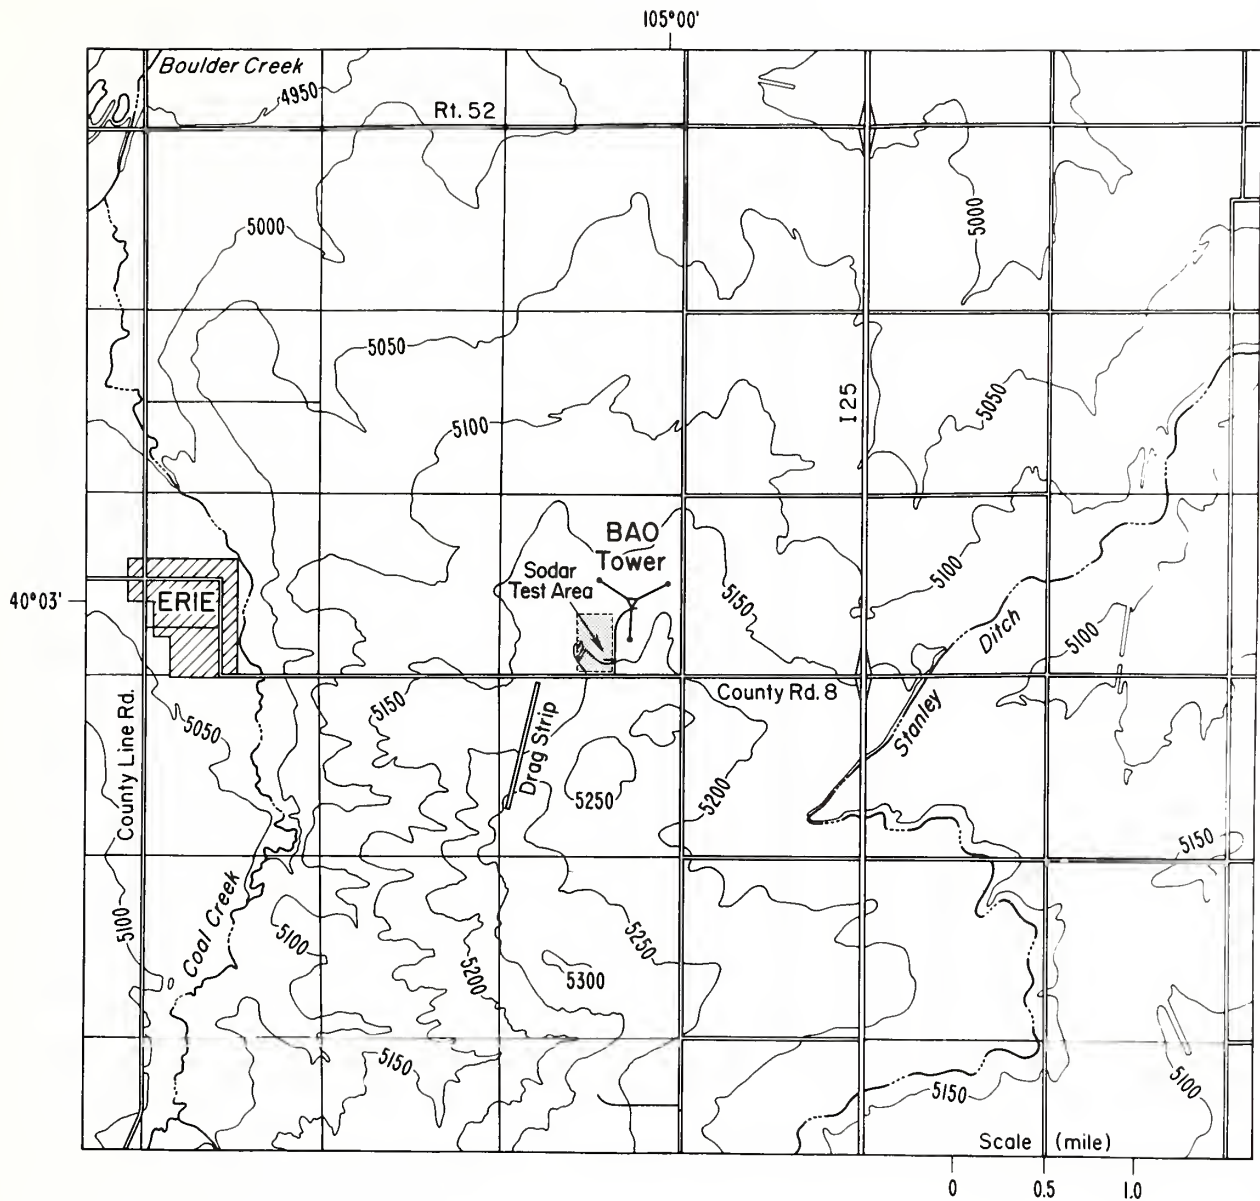 105°00'
Boulder Creek
4950
Rt. 52
5000
5000
5050
I25
5050
5100
BAO
Tower
Sodar
Test Area
5100
40°03'
ERIE
5150
Ditch
5100
County Rd. 8
5150
5050
Stanley
County Line Rd.
Drag Strip
5250
5200
5150
Coal Creek
5100
5100
5250
5200
5300
5150
5150
5100
Scale (mile)
0 0.5 1.0